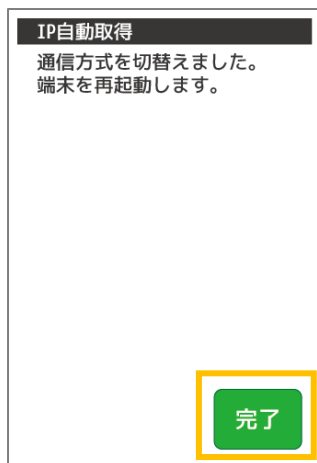 IP自動取得
通信方式を切替えました。
端末を再起動します。
完了